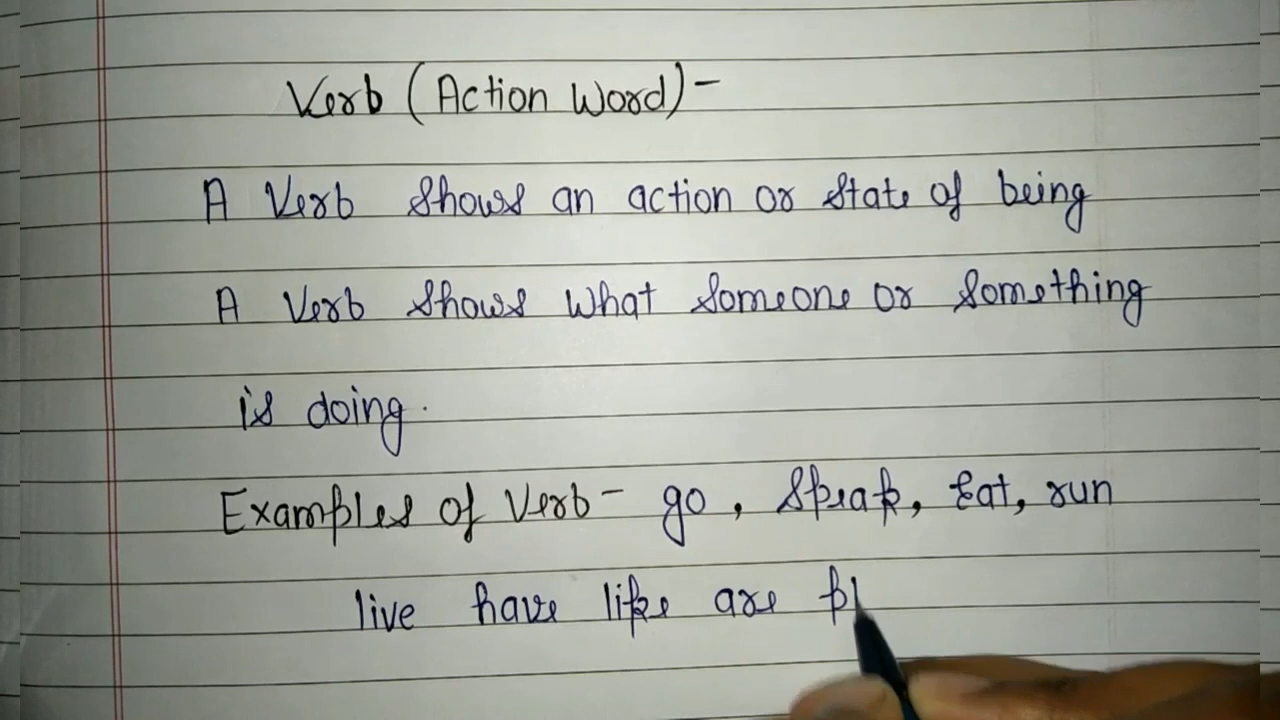 Verb (Action Word) -
A Verb shows an action or state of being
A Verb shows what someone or something
is doing.
Examples of Verb - go, Speak, Eat, run
live have like are pl